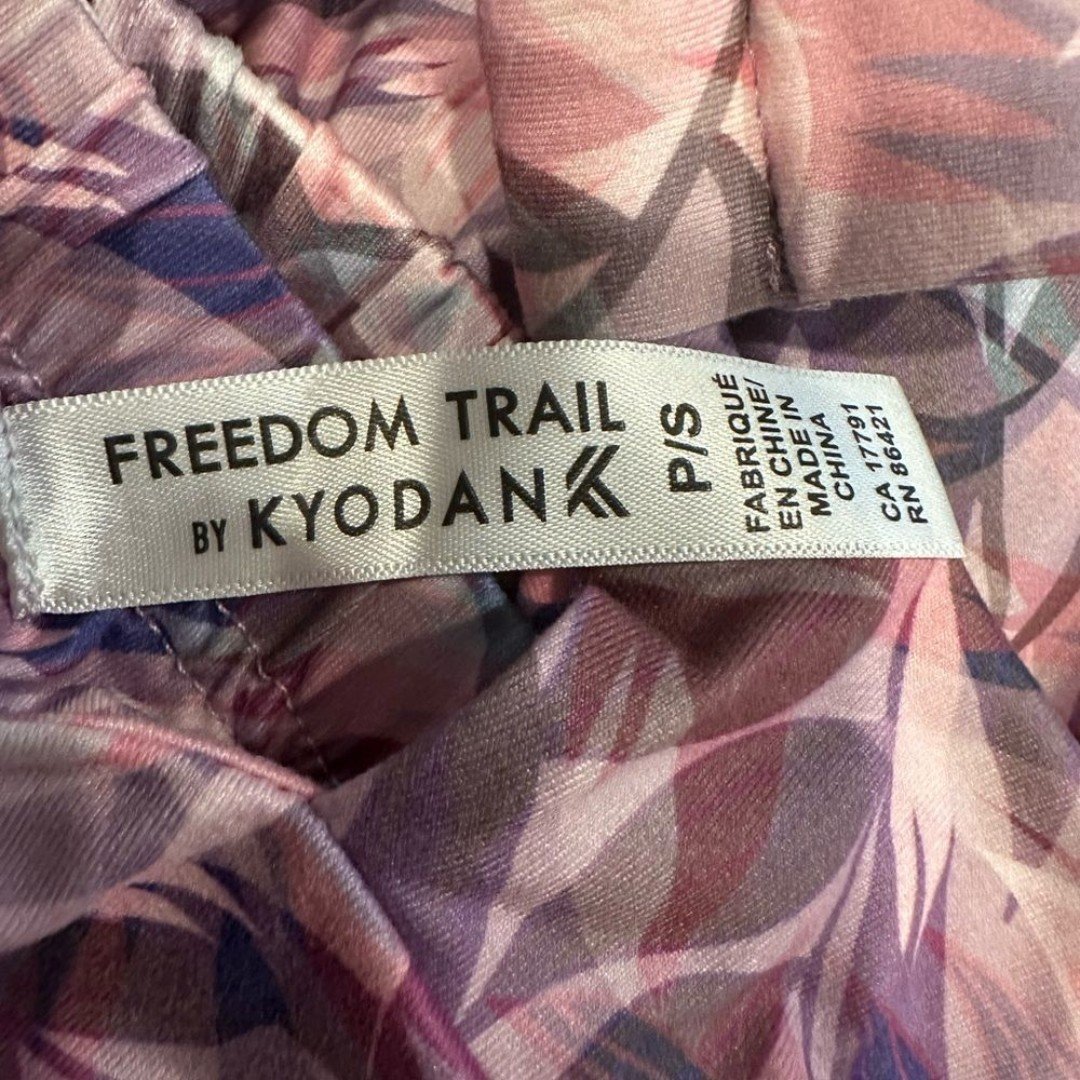 FREEDOM TRAIL
BY KYODAN
P/S
FABRIQUÉ
EN CHINE/
MADE IN
CHINA
CA 17791
RN 86421